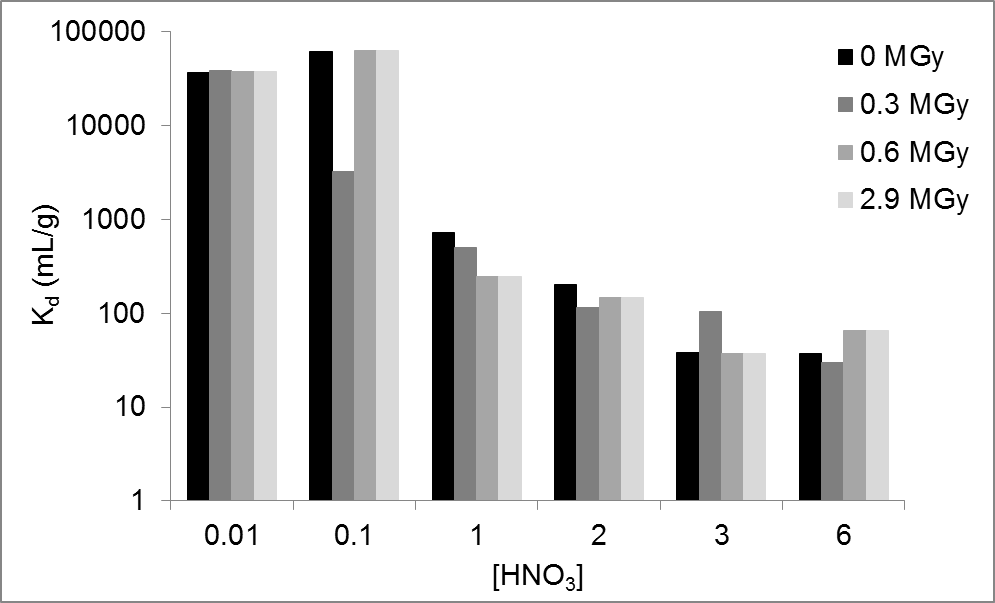 100000
10000
1000
100
10
1
K_d (mL/g)
0 MGy
0.3 MGy
0.6 MGy
2.9 MGy
0.01 0.1 1 2 3 6
[HNO₃]